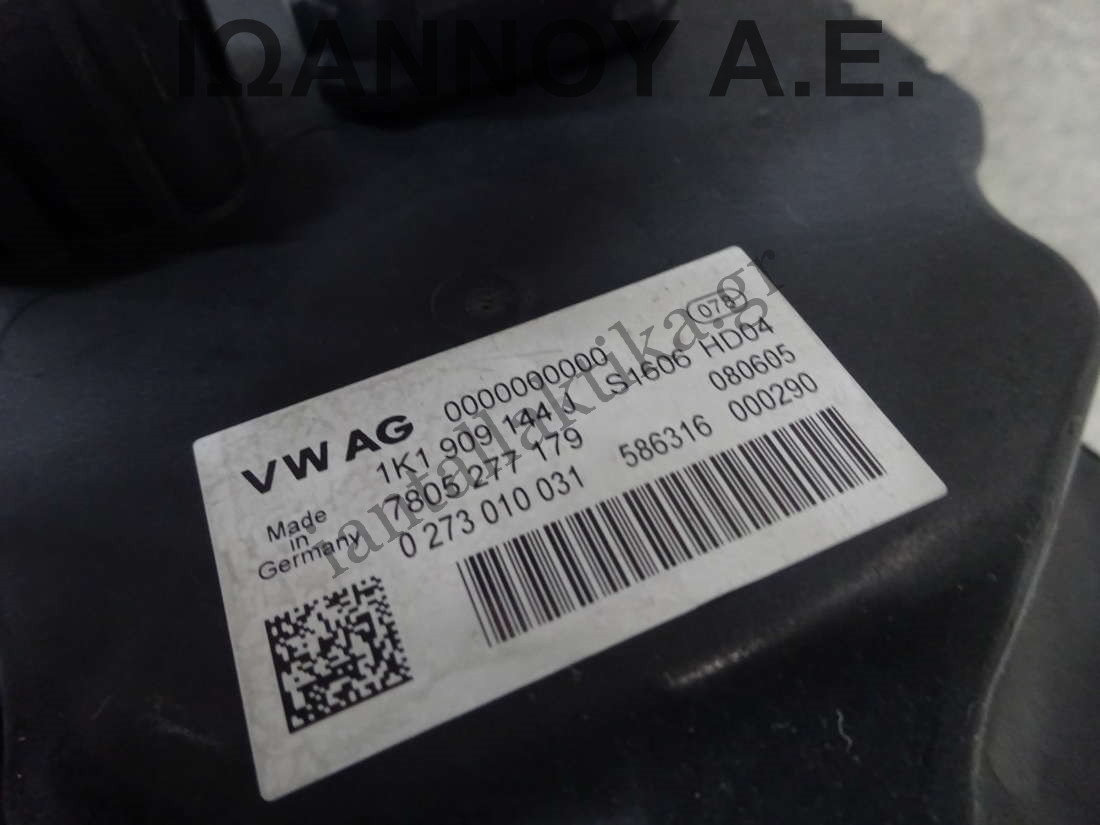 ΙΩΑΝΝΟΥ Α.Ε.
078
VW AG 0000000000
1K1 909 144 J S1606 HD04
7805 277 179 080605
0 273 010 031 586316 000290
Made
in
Germany
iantallaktika.gr